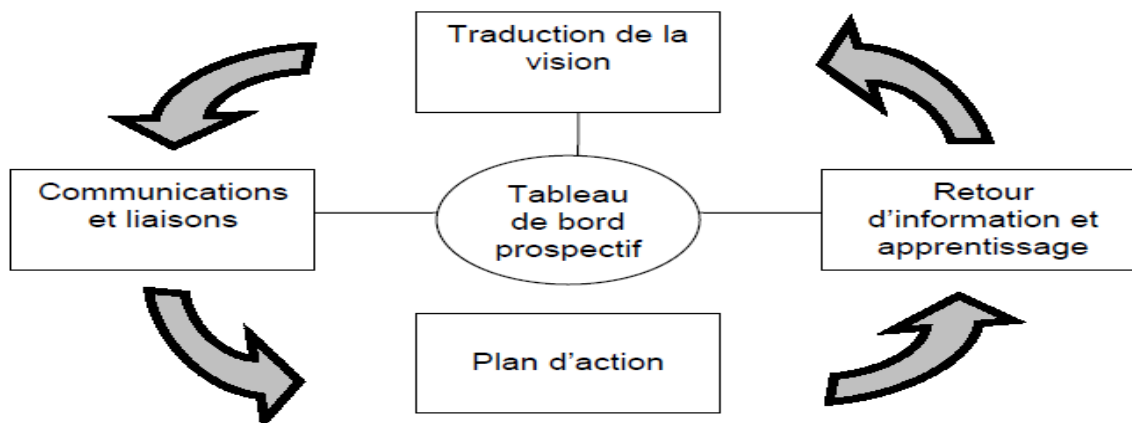 Traduction de la
vision
Communications
et liaisons
Tableau
de bord
prospectif
Retour
d'information et
apprentissage
Plan d'action